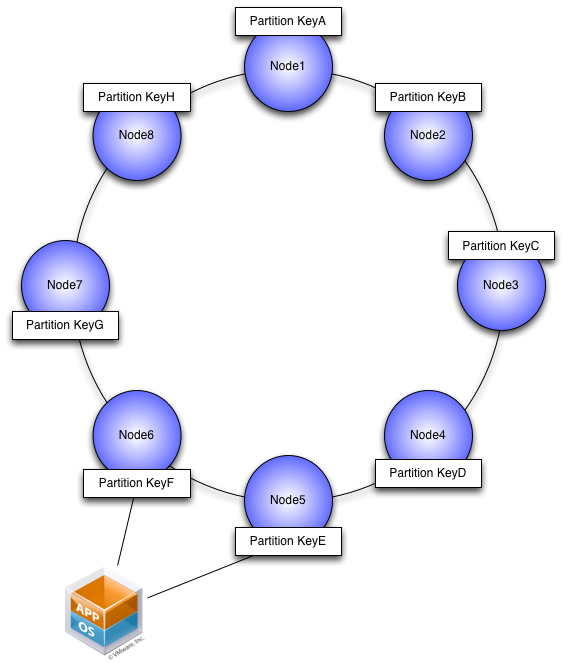 Partition KeyA
Node1
Partition KeyH
Partition KeyB
Node8
Node2
Partition KeyC
Node7
Node3
Partition KeyG
Node6
Node4
Partition KeyF
Partition KeyD
Node5
Partition KeyE
APP
OS
© VMware, Inc.